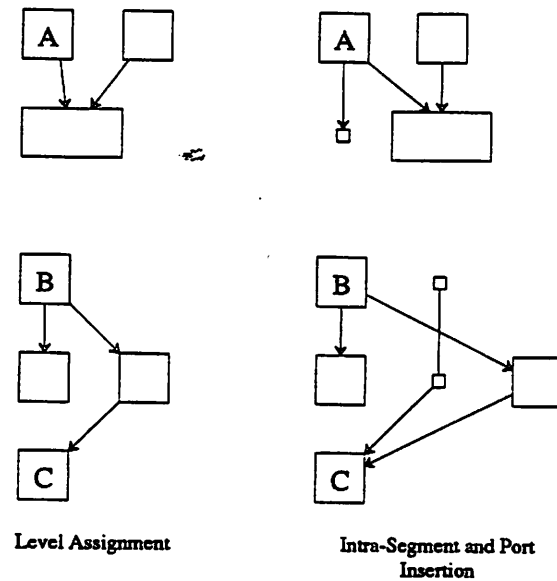 A
A
B
B
C
C
Level Assignment
Intra-Segment and Port
Insertion